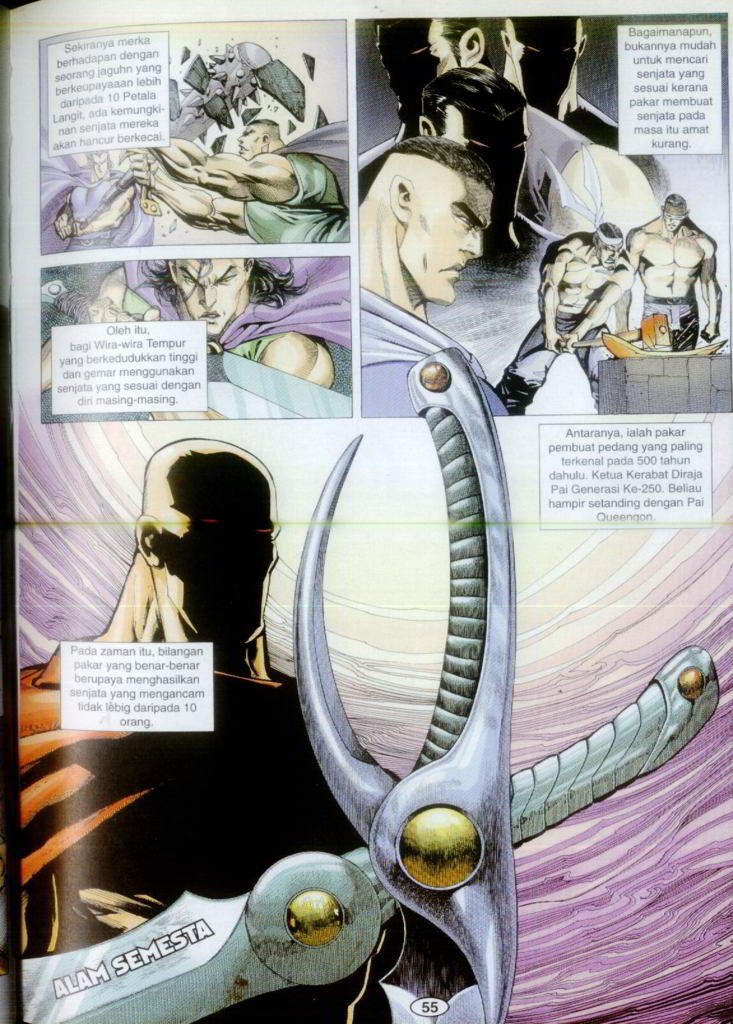 Sekiranya merka
berhadapan dengan
seorang jaguhn yang
berkeupayaaan lebih
daripada 10 Petala
Langit, ada kemungki-
nan senjata mereka
akan hancur berkecai.
Bagaimanapun,
bukannya mudah
untuk mencari
senjata yang
sesuai kerana
pakar membuat
senjata pada
masa itu amat
kurang.
Oleh itu,
bagi Wira-wira Tempur
yang berkedudukkan tinggi
dan gemar menggunakan
senjata yang sesuai dengan
diri masing-masing.
Antaranya, ialah pakar
pembuat pedang yang paling
terkenal pada 500 tahun
dahulu. Ketua Kerabat Diraja
Pai Generasi Ke-250. Beliau
hampir setanding dengan Pai
Queengon.
Pada zaman itu, bilangan
pakar yang benar-benar
berupaya menghasilkan
senjata yang mengancam
tidak lebig daripada 10
orang.
ALAM SEMESTA
55